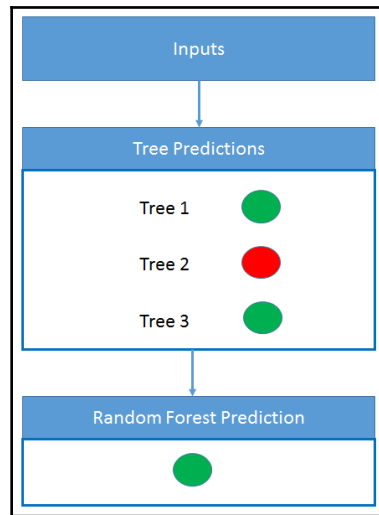 Inputs
Tree Predictions
Tree 1
Tree 2
Tree 3
Random Forest Prediction